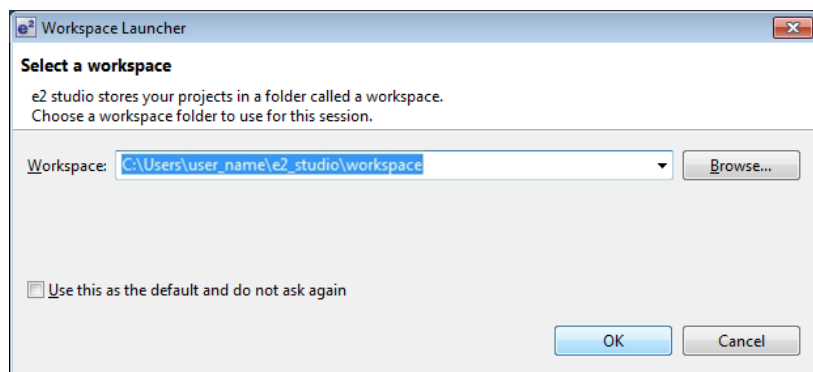 e² Workspace Launcher
Select a workspace
e2 studio stores your projects in a folder called a workspace.
Choose a workspace folder to use for this session.
Workspace: C:\Users\user_name\e2_studio\workspace Browse...
Use this as the default and do not ask again
OK Cancel